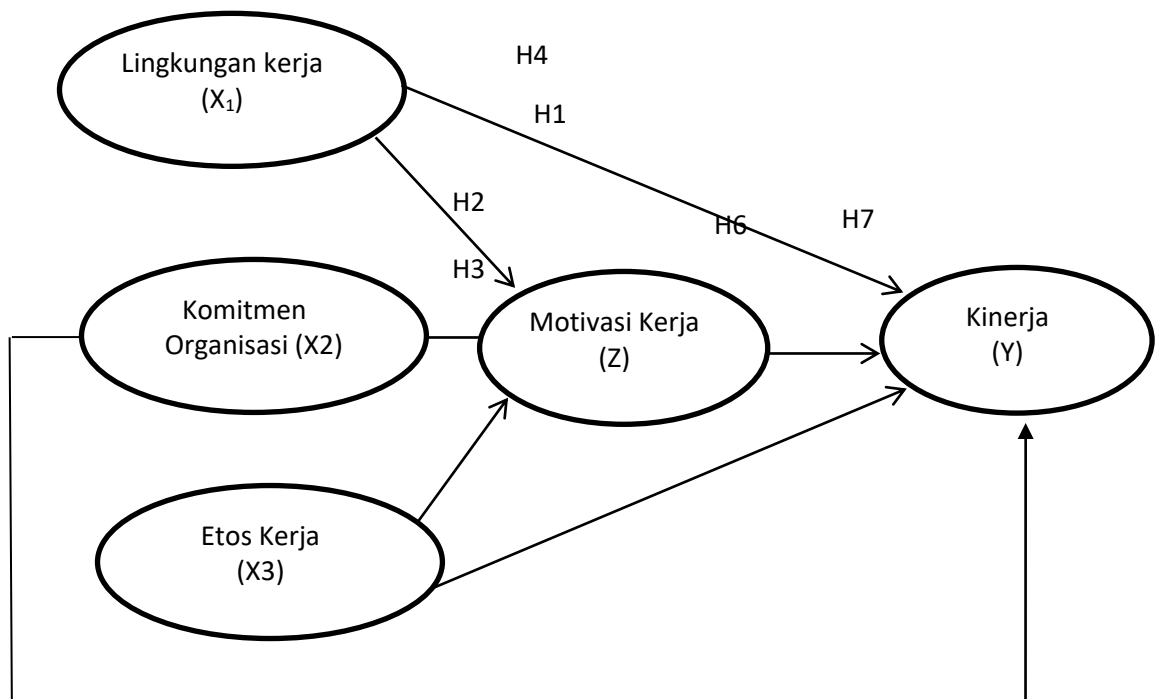 Lingkungan kerja
(X₁)
H4
H1
H2
H6
H7
H3
Komitmen
Organisasi (X2)
Motivasi Kerja
(Z)
Kinerja
(Y)
Etos Kerja
(X3)